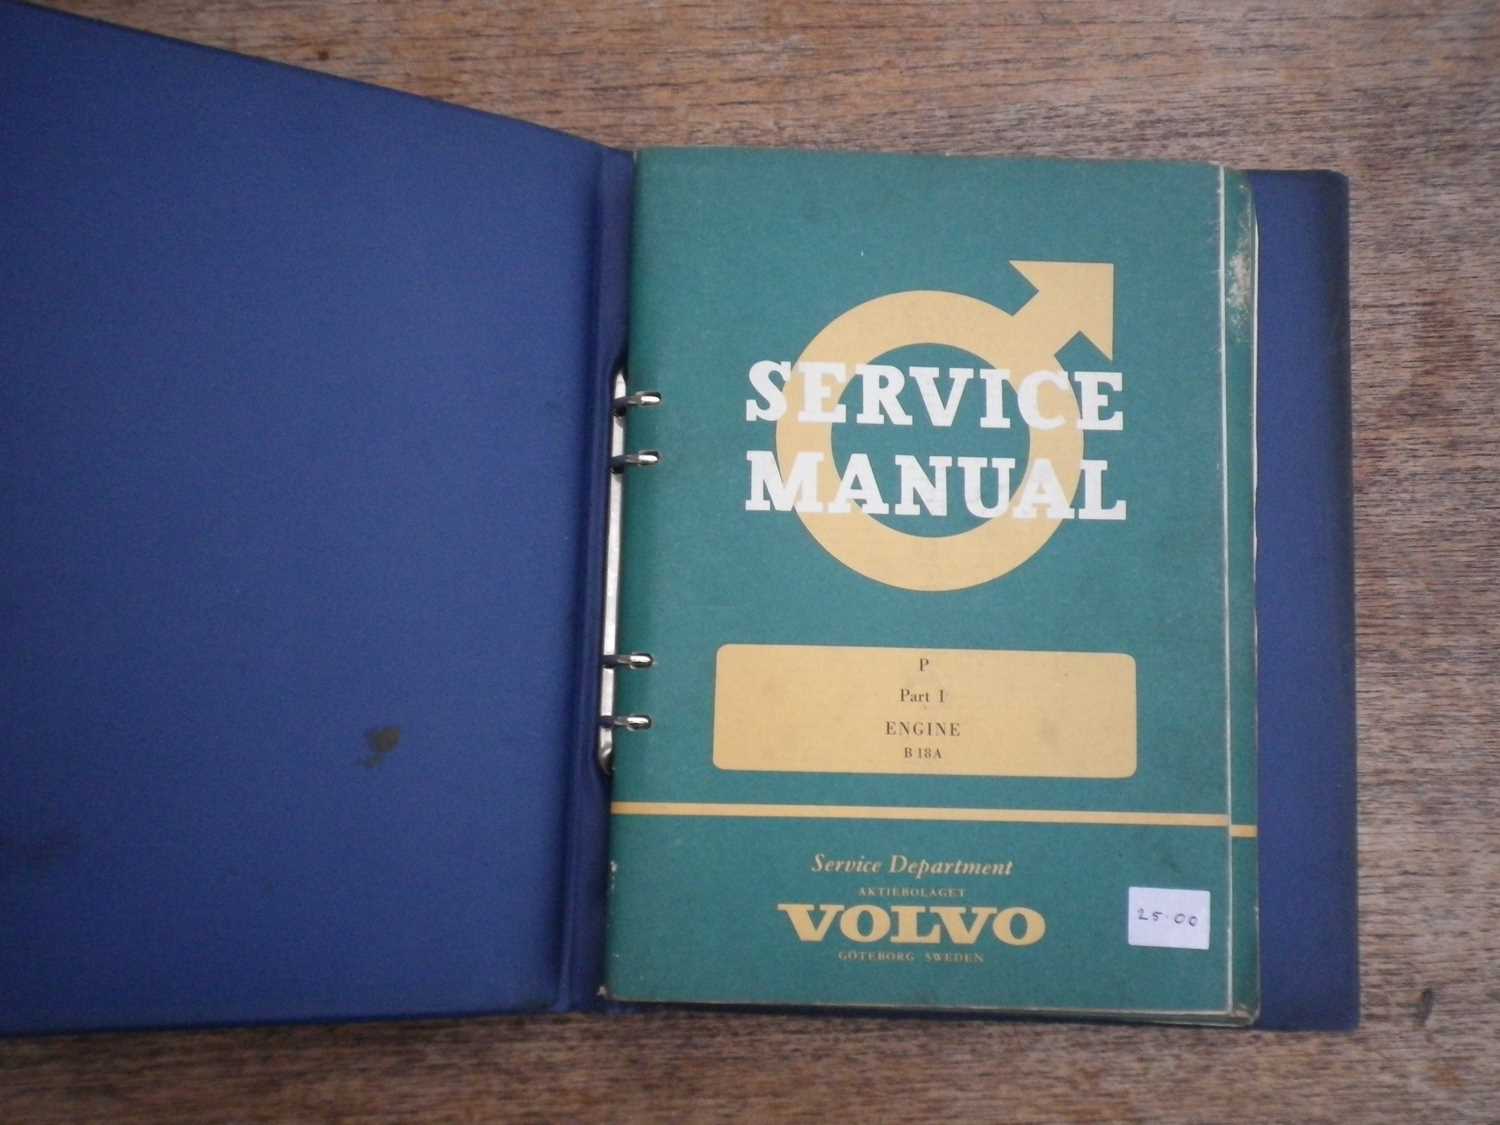 SERVICE
MANUAL
P
Part I
ENGINE
B 18A
Service Department
AKTIEBOLAGET
VOLVO
GÖTEBORG SWEDEN
25.00